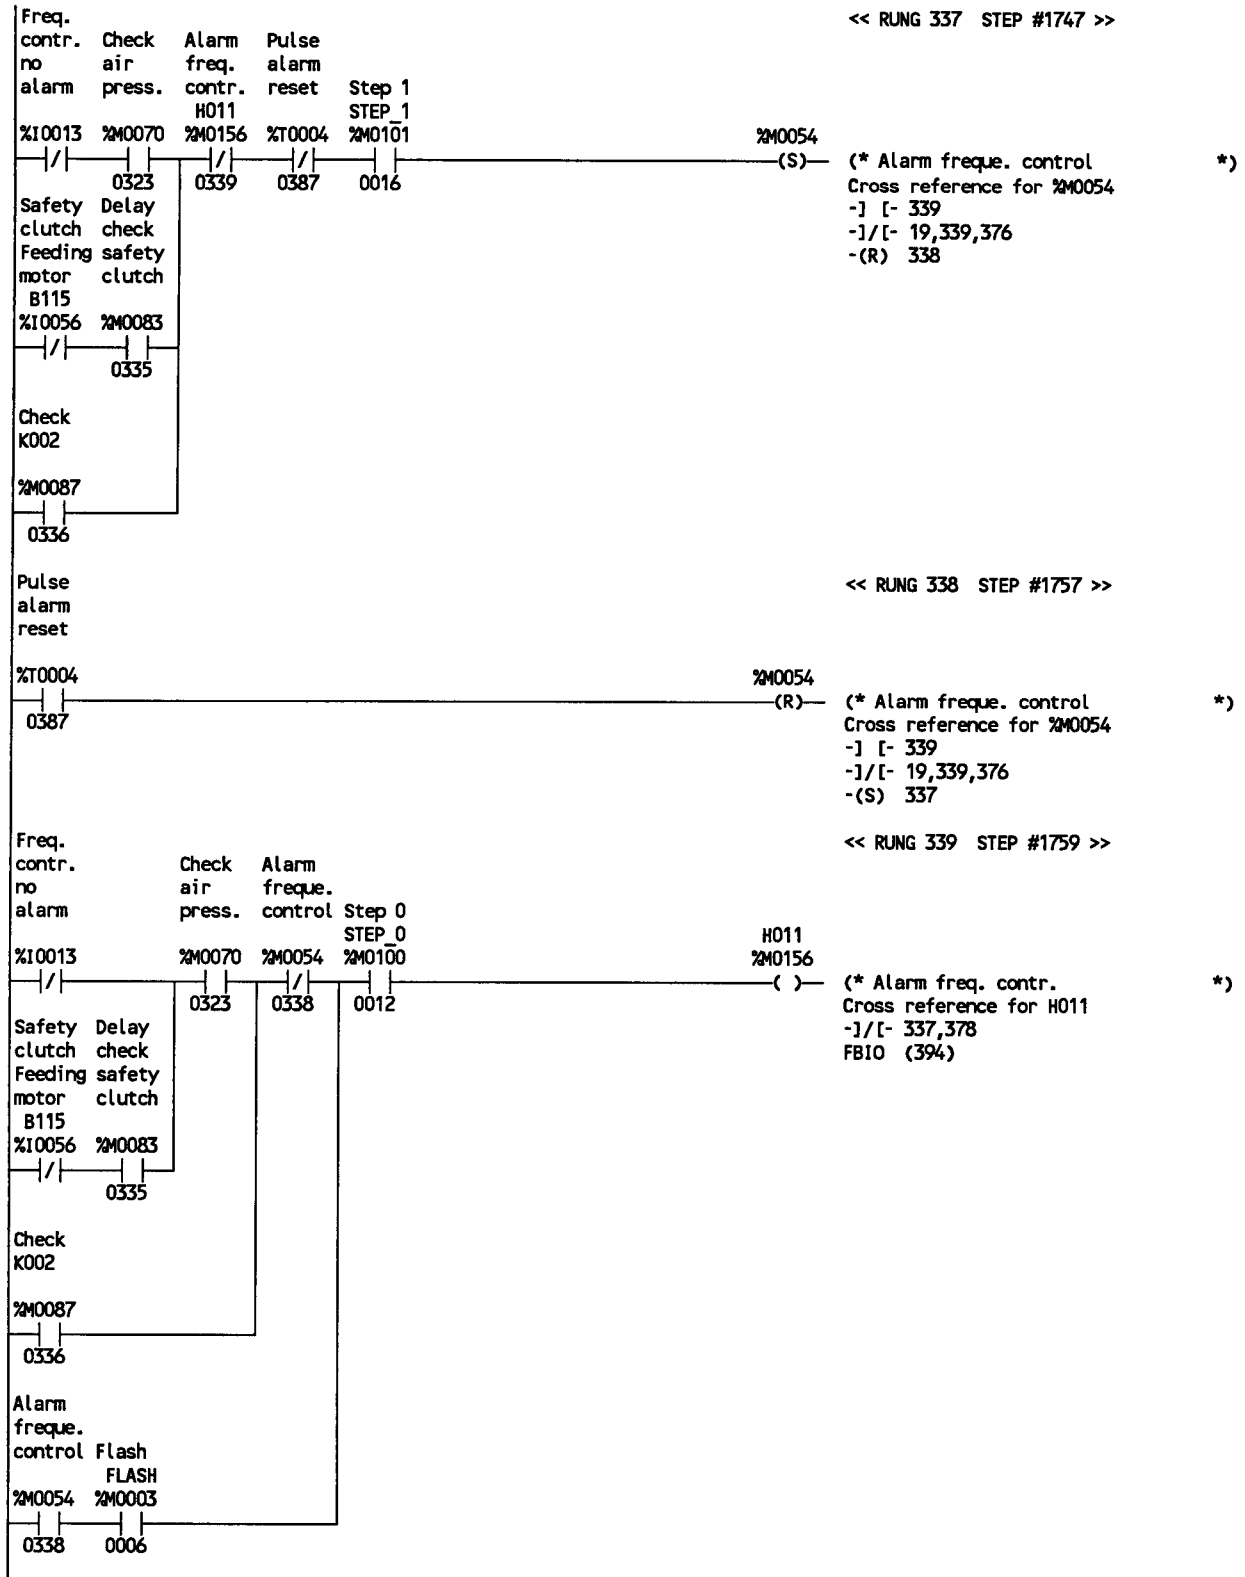 << RUNG 337 STEP #1747 >>
Freq.
contr. Check Alarm Pulse
no air freq. alarm
alarm press. contr. reset Step 1
H011 STEP_1
%I0013 %M0070 %M0156 %T0004 %M0101 %M0054
—|/|— —| |— —|/|— —|/|— —| |— —(S)— (* Alarm freque. control *)
0323 0339 0387 0016 Cross reference for %M0054
Safety Delay -] [- 339
clutch check -]/[- 19,339,376
Feeding safety -(R) 338
motor clutch
B115
%I0056 %M0083
—|/|— —| |—
0335
Check
K002
%M0087
—| |—
0336
Pulse << RUNG 338 STEP #1757 >>
alarm
reset
%T0004 %M0054
—| |— —(R)— (* Alarm freque. control *)
0387 Cross reference for %M0054
-] [- 339
-]/[- 19,339,376
-(S) 337
Freq. << RUNG 339 STEP #1759 >>
contr. Check Alarm
no air freque.
alarm press. control Step 0
STEP_0 H011
%I0013 %M0070 %M0054 %M0100 %M0156
—|/|— —| |— —|/|— —| |— —( )— (* Alarm freq. contr. *)
0323 0338 0012 Cross reference for H011
Safety Delay -]/[- 337,378
clutch check FBIO (394)
Feeding safety
motor clutch
B115
%I0056 %M0083
—|/|— —| |—
0335
Check
K002
%M0087
—| |—
0336
Alarm
freque.
control Flash
FLASH
%M0054 %M0003
—| |— —| |—
0338 0006